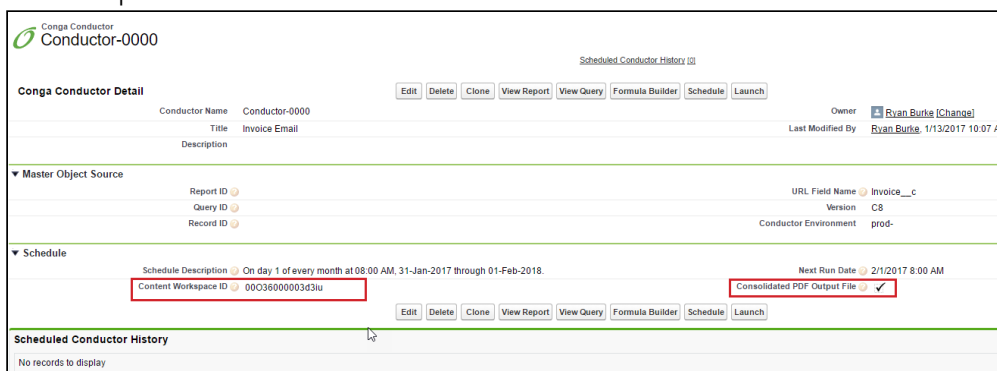 Conga Conductor
Conductor-0000
Scheduled Conductor History [0]
Conga Conductor Detail Edit Delete Clone View Report View Query Formula Builder Schedule Launch
Conductor Name Conductor-0000 Owner Ryan Burke [Change]
Title Invoice Email Last Modified By Ryan Burke, 1/13/2017 10:07 A
Description
Master Object Source
Report ID URL Field Name Invoice__c
Query ID Version C8
Record ID Conductor Environment prod-
Schedule
Schedule Description On day 1 of every month at 08:00 AM, 31-Jan-2017 through 01-Feb-2018. Next Run Date 2/1/2017 8:00 AM
Content Workspace ID 00O36000003d3iu Consolidated PDF Output File
Edit Delete Clone View Report View Query Formula Builder Schedule Launch
Scheduled Conductor History
No records to display